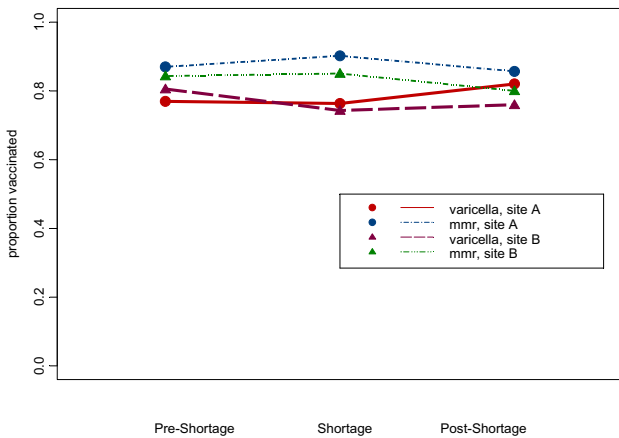 1.0
0.8
0.6
0.4
0.2
0.0
proportion vaccinated
varicella, site A
mmr, site A
varicella, site B
mmr, site B
Pre-Shortage Shortage Post-Shortage